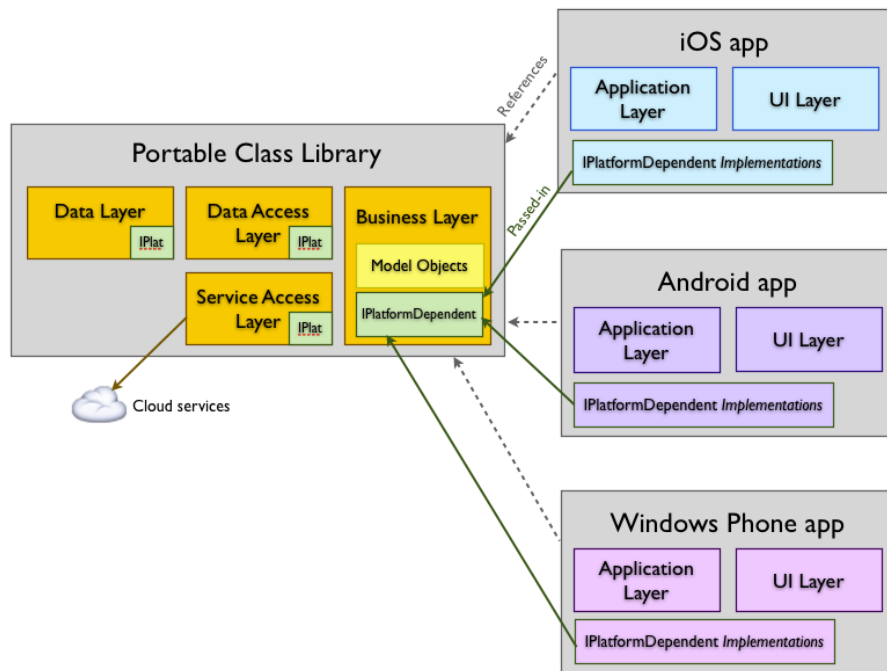 iOS app
References
Application
Layer
UI Layer
IPlatformDependent Implementations
Passed-in
Portable Class Library
Data Layer
IPlat
Data Access
Layer
IPlat
Business Layer
Model Objects
IPlatformDependent
Service Access
Layer
IPlat
Cloud services
Android app
Application
Layer
UI Layer
IPlatformDependent Implementations
Windows Phone app
Application
Layer
UI Layer
IPlatformDependent Implementations